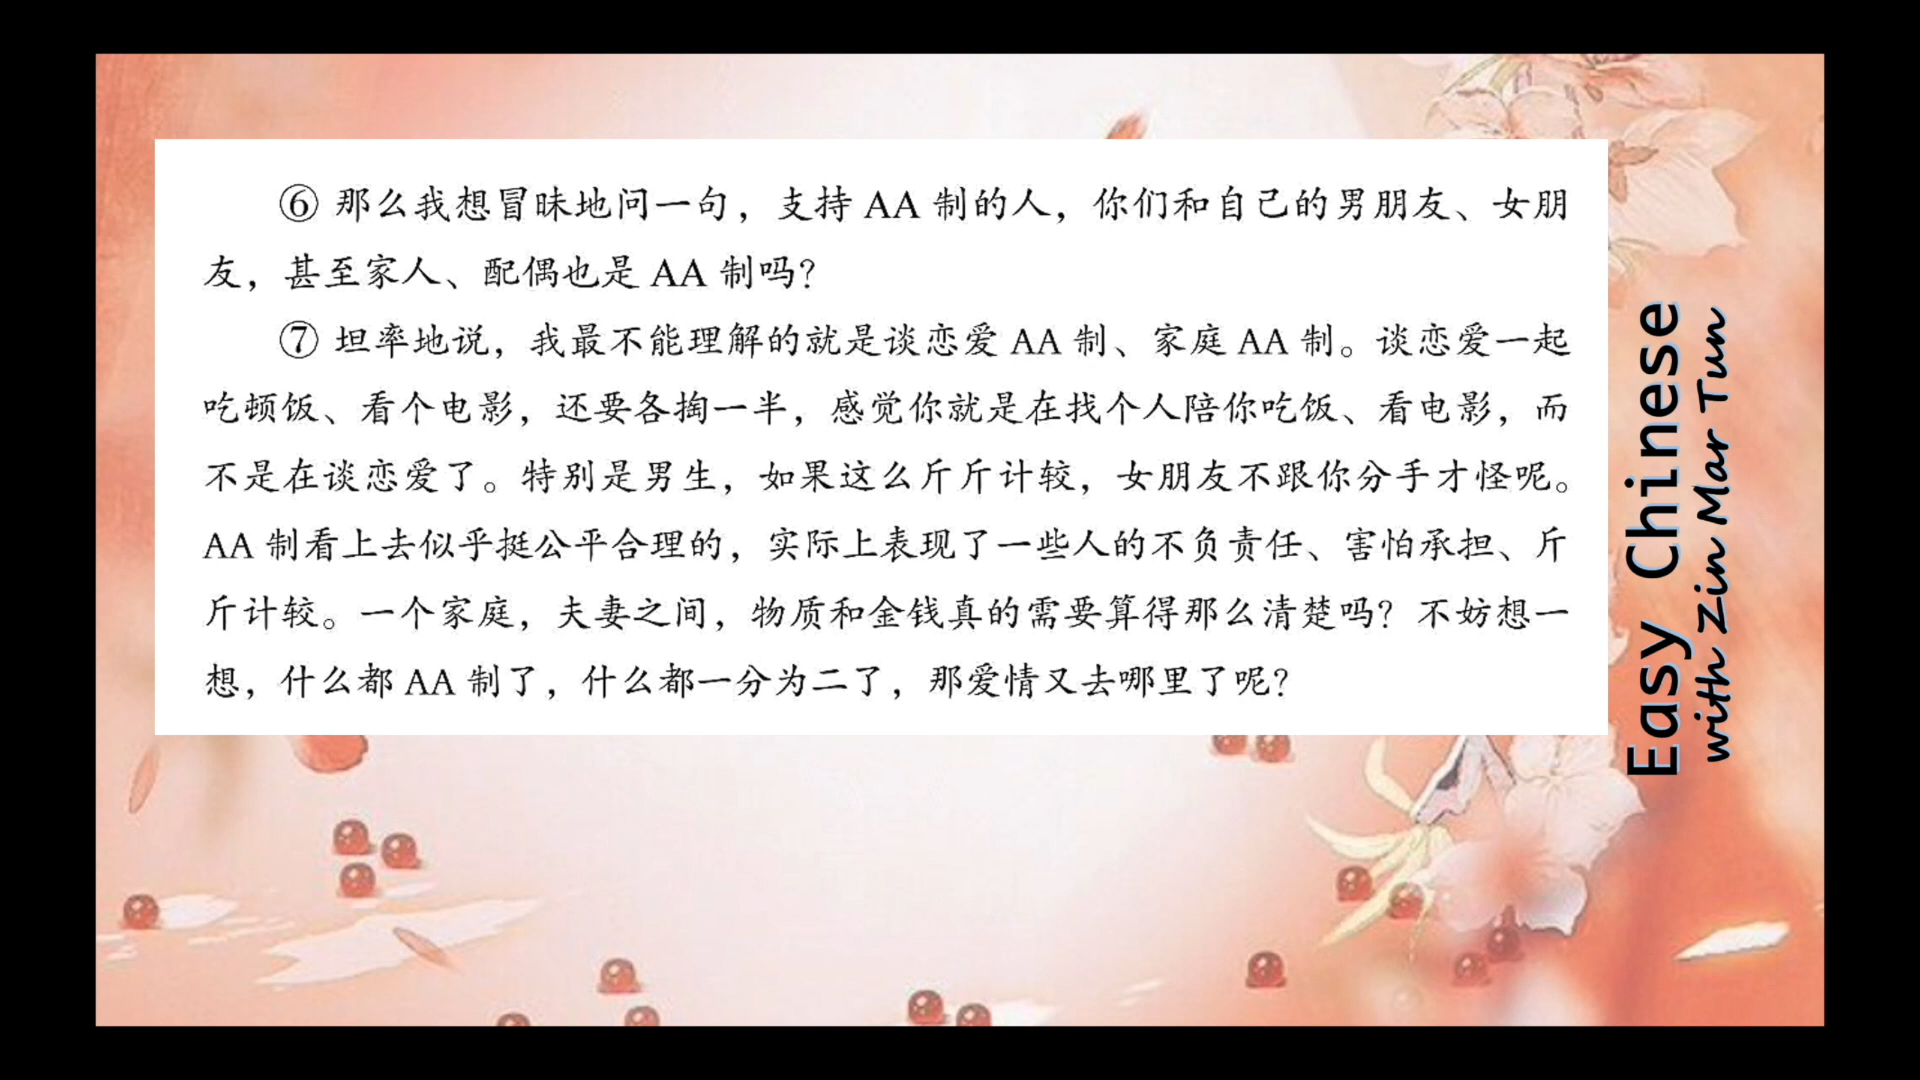 ⑥ 那么我想冒昧地问一句，支持 AA 制的人，你们和自己的男朋友、女朋
友，甚至家人、配偶也是 AA 制吗？
⑦ 坦率地说，我最不能理解的就是谈恋爱 AA 制、家庭 AA 制。谈恋爱一起
吃顿饭、看个电影，还要各掏一半，感觉你就是在找个人陪你吃饭、看电影，而
不是在谈恋爱了。特别是男生，如果这么斤斤计较，女朋友不跟你分手才怪呢。
AA 制看上去似乎挺公平合理的，实际上表现了一些人的不负责任、害怕承担、斤
斤计较。一个家庭，夫妻之间，物质和金钱真的需要算得那么清楚吗？不妨想一
想，什么都 AA 制了，什么都一分为二了，那爱情又去哪里了呢？
Easy Chinese
with Zin Mar Tun